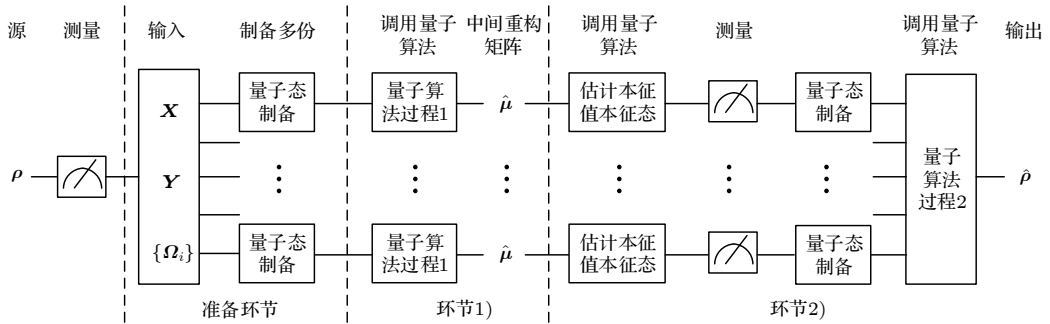 源
测量
输入
制备多份
调用量子
算法
中间重构
矩阵
调用量子
算法
测量
调用量子
算法
输出
X
量子态
制备
量子算
法过程1
μ̂
估计本征
值本征态
量子态
制备
ρ
Y
量子
算法
过程2
ρ̂
{Ωᵢ}
量子态
制备
量子算
法过程1
μ̂
估计本征
值本征态
量子态
制备
准备环节
环节1)
环节2)